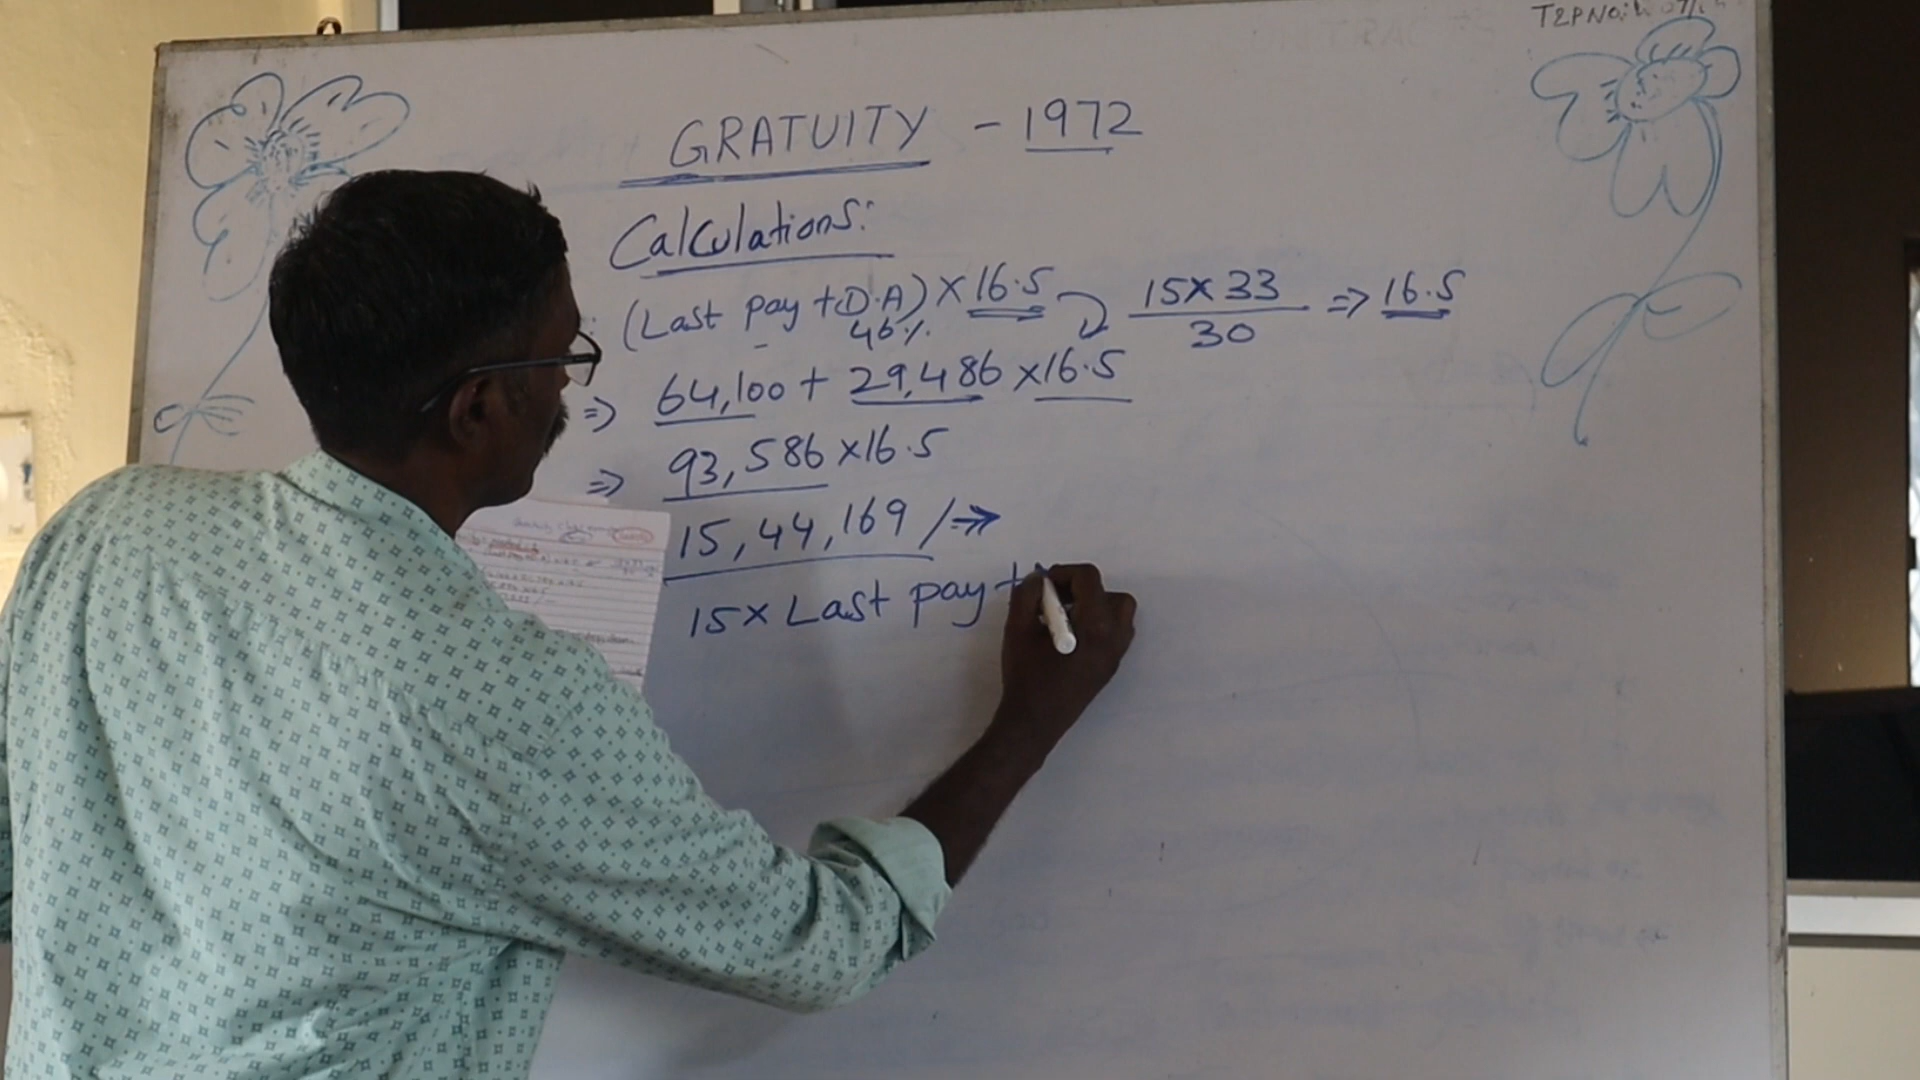 T2PNo:
GRATUITY - 1972
Calculations:
: (Last pay + D.A) × 16.5 15 × 33 / 30 => 16.5
46%
=> 64,100 + 29,486 × 16.5
=> 93,586 × 16.5
15,44,169 /=>
15 × Last pay +